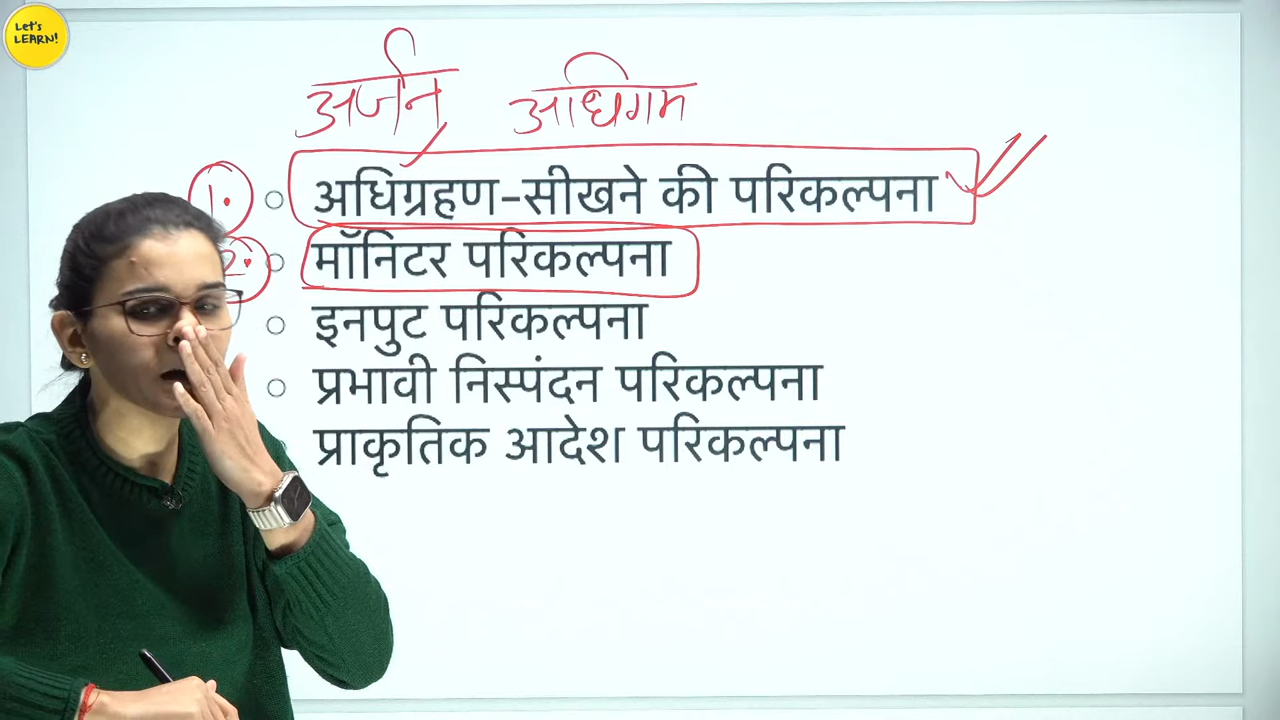 Let's
LEARN!
अर्जन अधिगम
1. अधिग्रहण-सीखने की परिकल्पना
2. मॉनिटर परिकल्पना
इनपुट परिकल्पना
प्रभावी निस्पंदन परिकल्पना
प्राकृतिक आदेश परिकल्पना